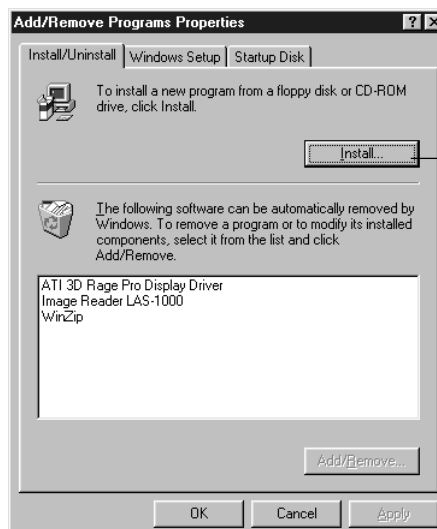 Add/Remove Programs Properties
Install/Uninstall
Windows Setup
Startup Disk
To install a new program from a floppy disk or CD-ROM
drive, click Install.
Install...
The following software can be automatically removed by
Windows. To remove a program or to modify its installed
components, select it from the list and click
Add/Remove.
ATI 3D Rage Pro Display Driver
Image Reader LAS-1000
WinZip
Add/Remove...
OK
Cancel
Apply